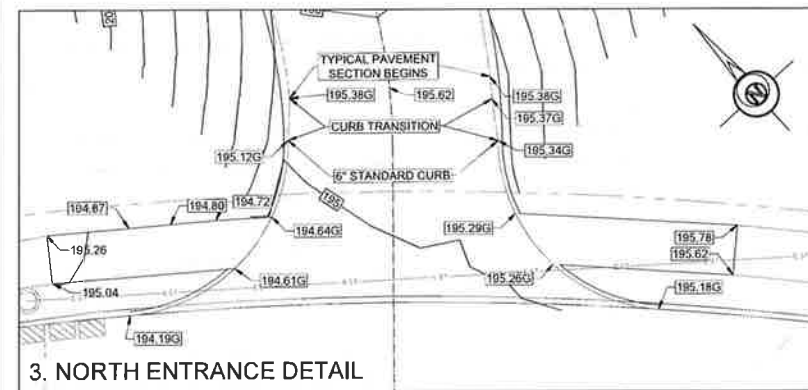 TYPICAL PAVEMENT
SECTION BEGINS
195.38G
195.62
195.38G
195.37G
CURB TRANSITION
195.12G
195.34G
6" STANDARD CURB
194.87
194.80
194.72
195
195.26
194.64G
195.29G
195.78
195.62
194.61G
195.26G
195.04
195.18G
194.19G
N
3. NORTH ENTRANCE DETAIL